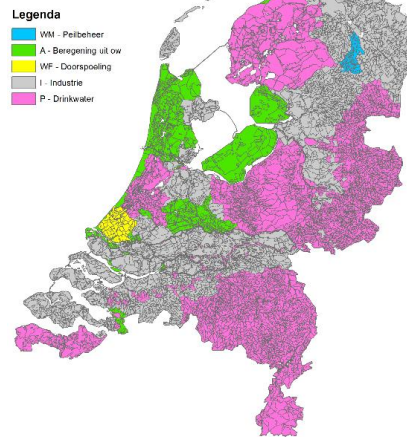 Legenda
WM - Peilbeheer
A - Beregening uit ow
WF - Doorspoeling
I - Industrie
P - Drinkwater